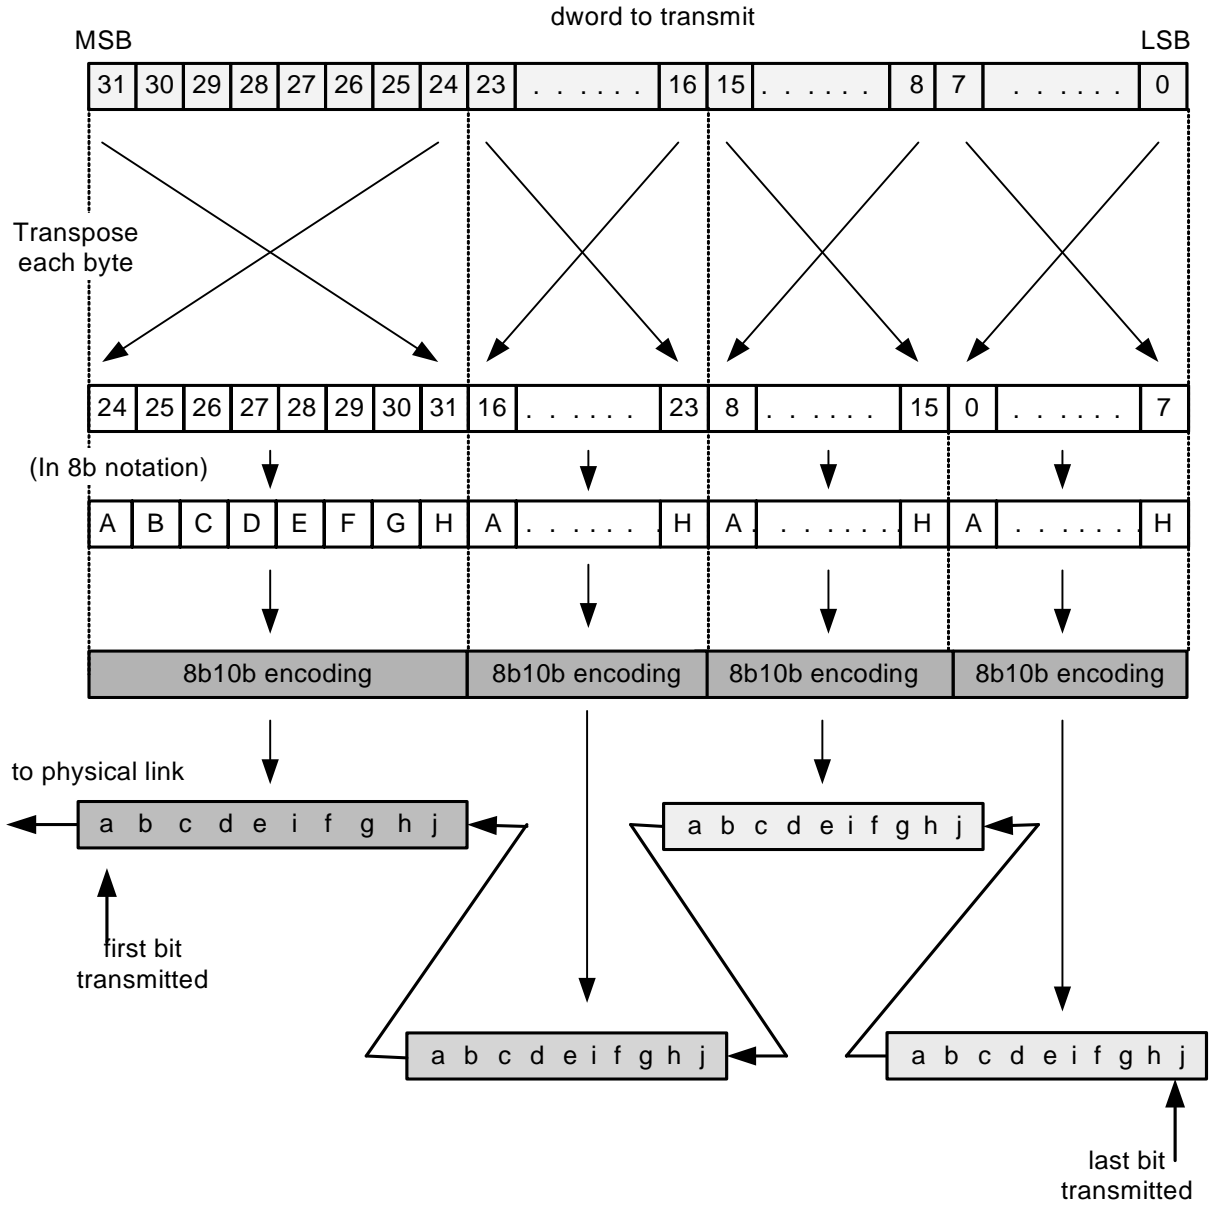 dword to transmit
MSB LSB
31 30 29 28 27 26 25 24 23 . . . . . . 16 15 . . . . . . 8 7 . . . . . . 0
Transpose
each byte
24 25 26 27 28 29 30 31 16 . . . . . . 23 8 . . . . . . 15 0 . . . . . . 7
(In 8b notation)
A B C D E F G H A . . . . . . . H A . . . . . . . . H A . . . . . . . H
8b10b encoding 8b10b encoding 8b10b encoding 8b10b encoding
to physical link
a b c d e i f g h j a b c d e i f g h j
first bit
transmitted
a b c d e i f g h j a b c d e i f g h j
last bit
transmitted